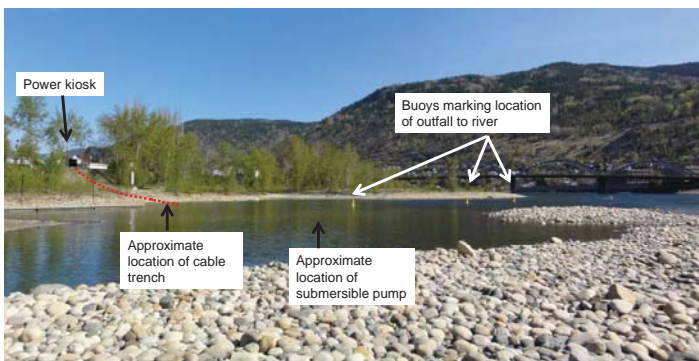 Power kiosk
Buoys marking location
of outfall to river
Approximate
location of cable
trench
Approximate
location of
submersible pump